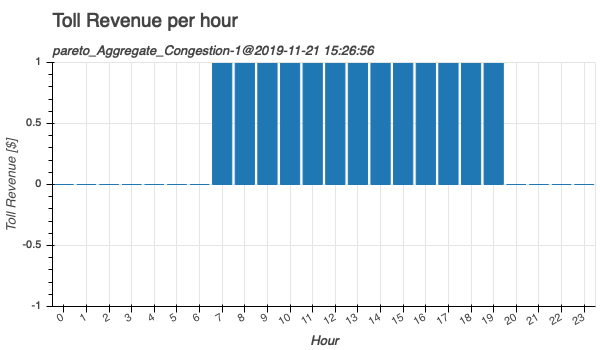 Toll Revenue per hour
pareto_Aggregate_Congestion-1@2019-11-21 15:26:56
1
0.5
0
-0.5
-1
Toll Revenue [$]
0 1 2 3 4 5 6 7 8 9 10 11 12 13 14 15 16 17 18 19 20 21 22 23
Hour